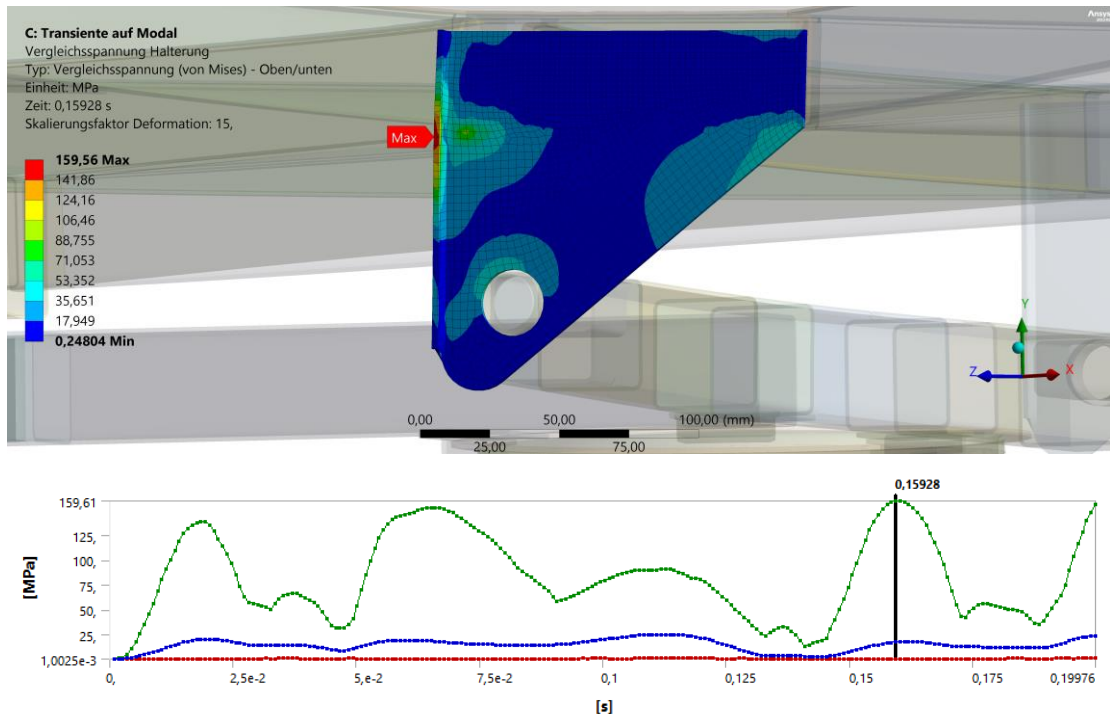 Ansys
C: Transiente auf Modal
Vergleichsspannung Halterung
Typ: Vergleichsspannung (von Mises) - Oben/unten
Einheit: MPa
Zeit: 0,15928 s
Skalierungsfaktor Deformation: 15,
Max
159,56 Max
141,86
124,16
106,46
88,755
71,053
53,352
35,651
17,949
0,24804 Min
Y
Z
X
0,00 50,00 100,00 (mm)
25,00 75,00
0,15928
159,61
125,
100,
75,
50,
25,
1,0025e-3
[MPa]
0, 2,5e-2 5,e-2 7,5e-2 0,1 0,125 0,15 0,175 0,19976
[s]